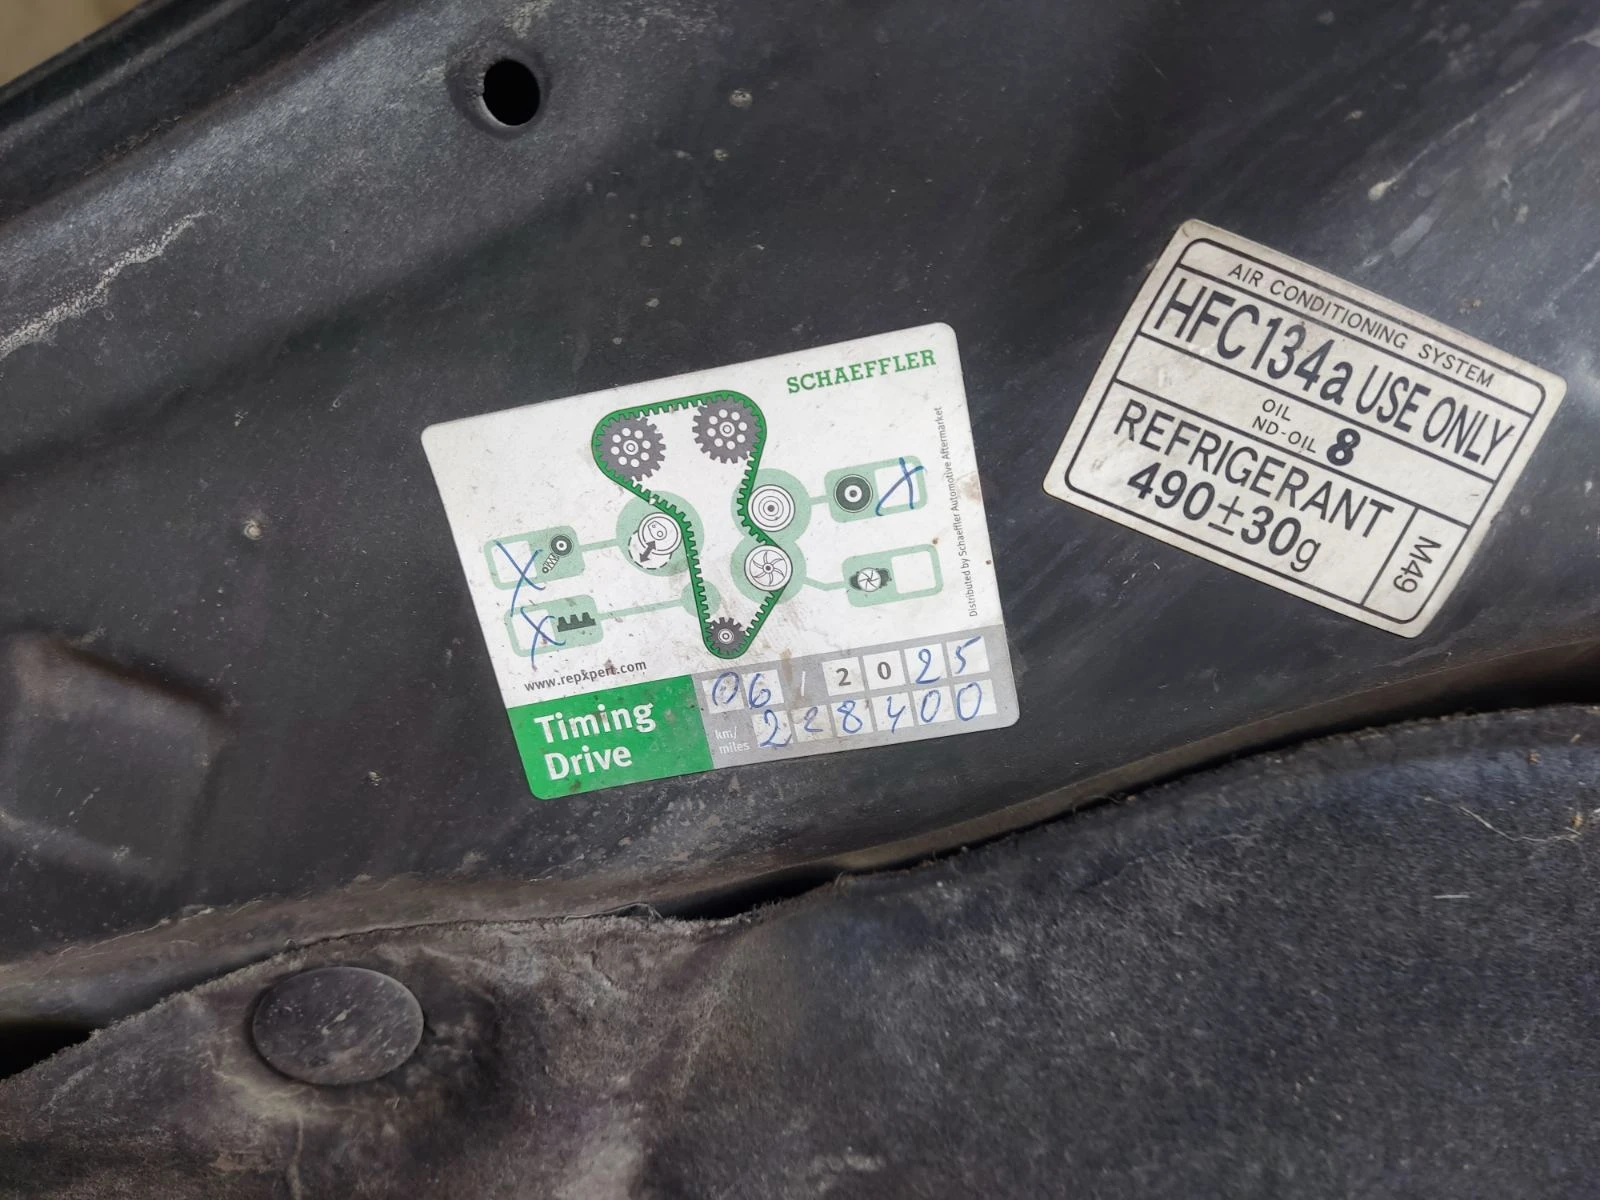 SCHAEFFLER
Distributed by Schaeffler Automotive Aftermarket
X
X
X
www.repxpert.com
Timing
Drive
06 / 2025
km/
miles
228400
AIR CONDITIONING SYSTEM
HFC134a USE ONLY
OIL
ND-OIL 8
REFRIGERANT
490±30g
M49